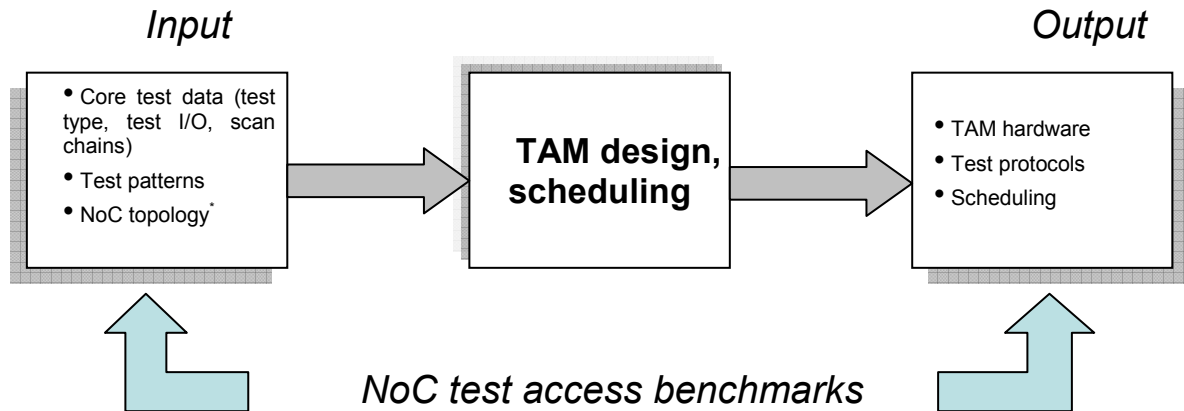 Input
Output
• Core test data (test
type, test I/O, scan
chains)
• Test patterns
• NoC topology*
TAM design,
scheduling
• TAM hardware
• Test protocols
• Scheduling
NoC test access benchmarks